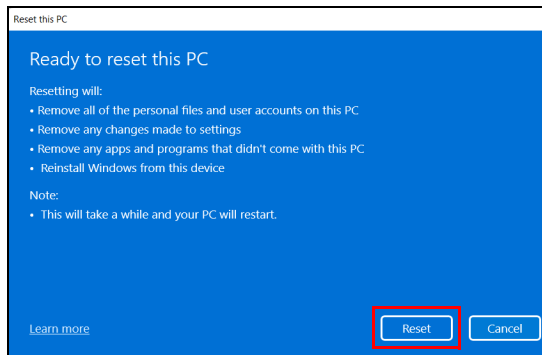 Reset this PC
Ready to reset this PC
Resetting will:
• Remove all of the personal files and user accounts on this PC
• Remove any changes made to settings
• Remove any apps and programs that didn't come with this PC
• Reinstall Windows from this device
Note:
• This will take a while and your PC will restart.
Learn more
Reset
Cancel